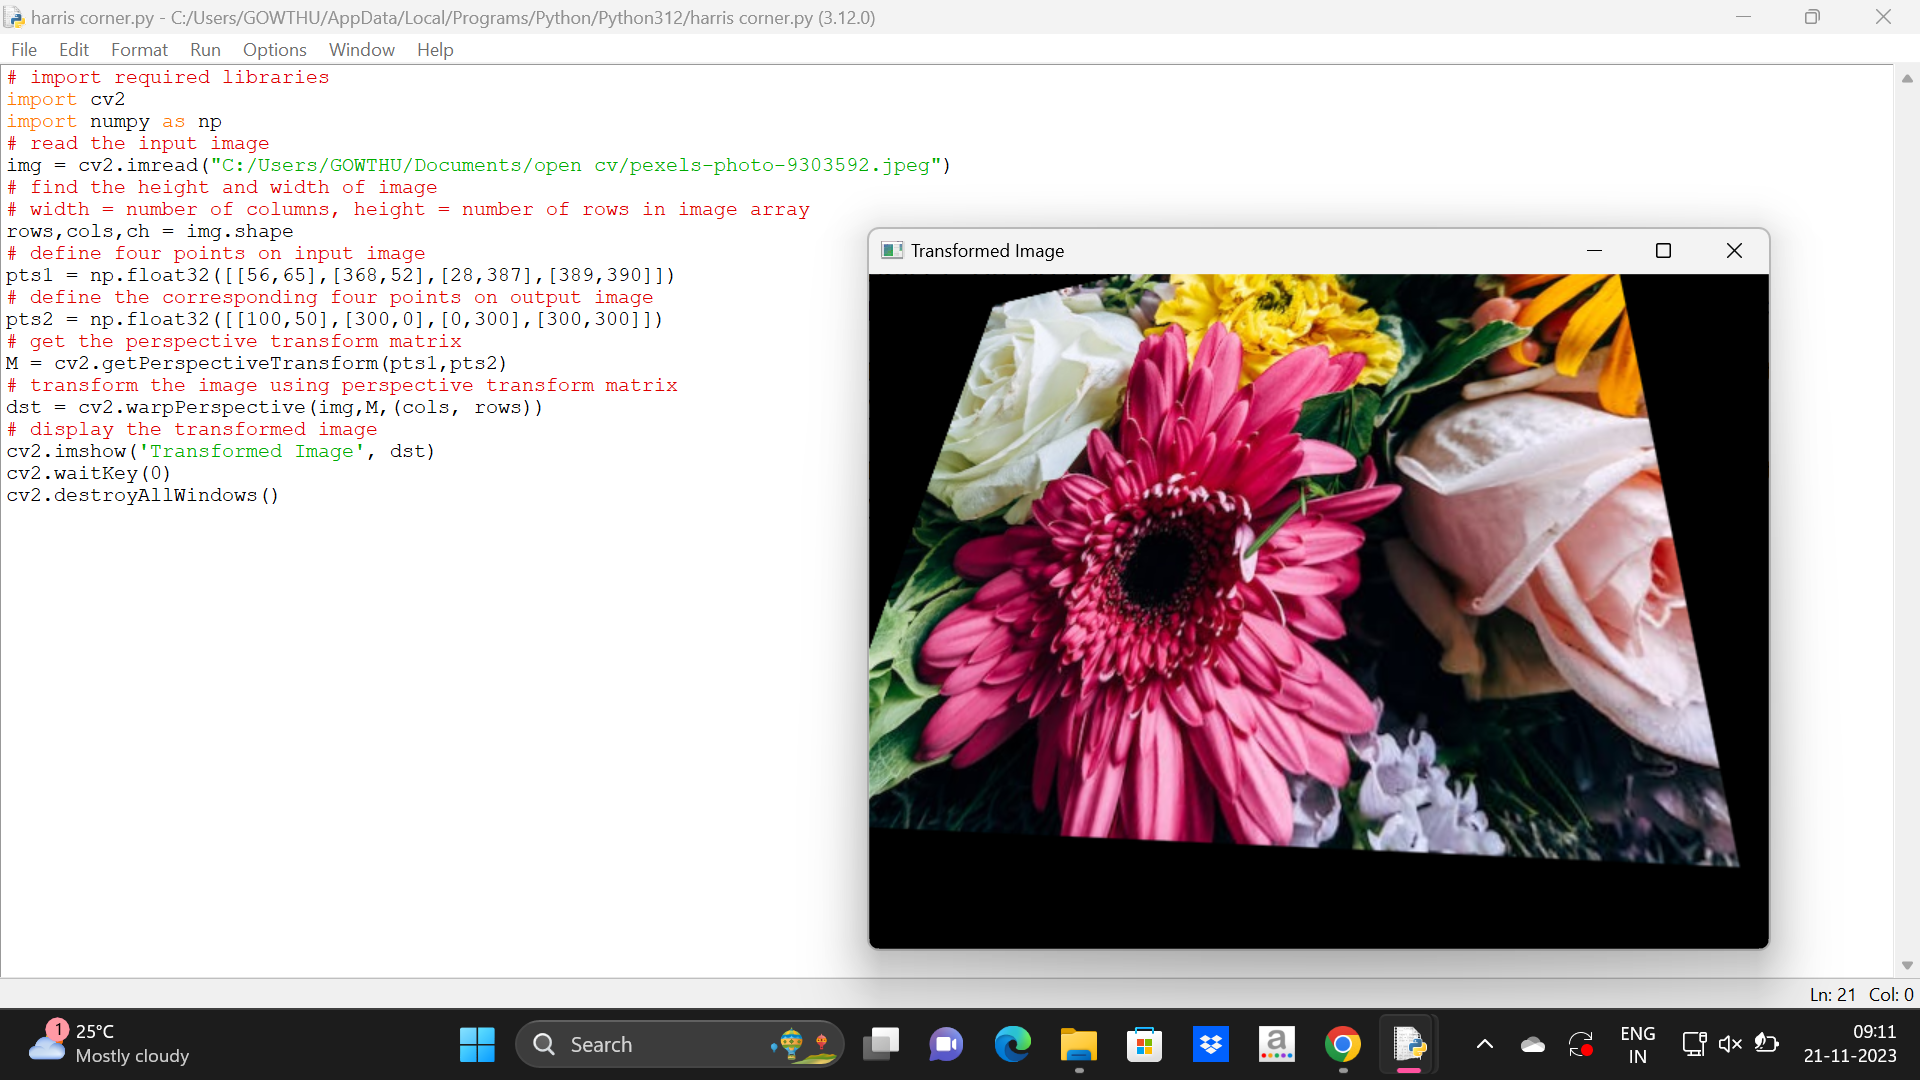 harris corner.py - C:/Users/GOWTHU/AppData/Local/Programs/Python/Python312/harris corner.py (3.12.0)
File Edit Format Run Options Window Help
# import required libraries
import cv2
import numpy as np
# read the input image
img = cv2.imread("C:/Users/GOWTHU/Documents/open cv/pexels-photo-9303592.jpeg")
# find the height and width of image
# width = number of columns, height = number of rows in image array
rows,cols,ch = img.shape
# define four points on input image
pts1 = np.float32([[56,65],[368,52],[28,387],[389,390]])
# define the corresponding four points on output image
pts2 = np.float32([[100,50],[300,0],[0,300],[300,300]])
# get the perspective transform matrix
M = cv2.getPerspectiveTransform(pts1,pts2)
# transform the image using perspective transform matrix
dst = cv2.warpPerspective(img,M,(cols, rows))
# display the transformed image
cv2.imshow('Transformed Image', dst)
cv2.waitKey(0)
cv2.destroyAllWindows()
Transformed Image
Ln: 21 Col: 0
1
25°C
Mostly cloudy
Search
a
ENG
IN
09:11
21-11-2023